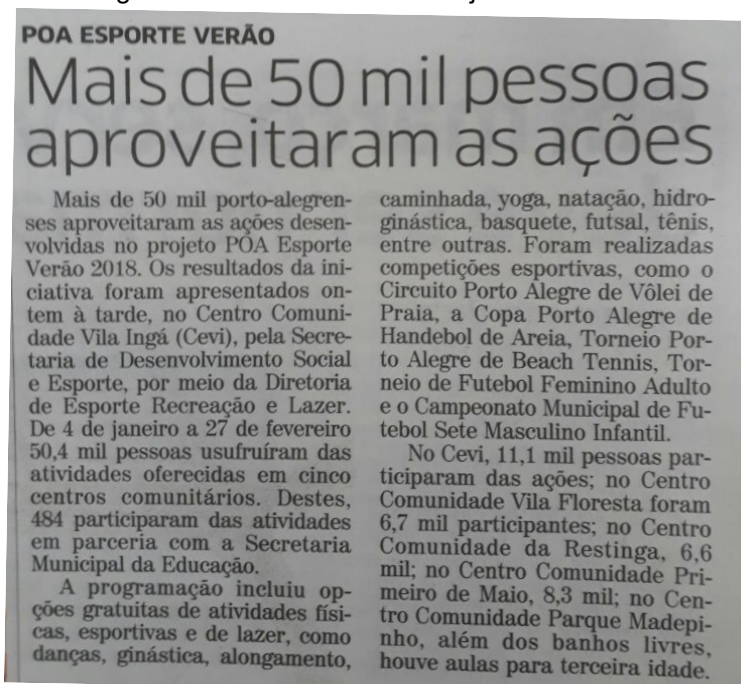 POA ESPORTE VERÃO
Mais de 50 mil pessoas
aproveitaram as ações
Mais de 50 mil porto-alegren-
ses aproveitaram as ações desen-
volvidas no projeto POA Esporte
Verão 2018. Os resultados da ini-
ciativa foram apresentados on-
tem à tarde, no Centro Comuni-
dade Vila Ingá (Cevi), pela Secre-
taria de Desenvolvimento Social
e Esporte, por meio da Diretoria
de Esporte Recreação e Lazer.
De 4 de janeiro a 27 de fevereiro
50,4 mil pessoas usufruíram das
atividades oferecidas em cinco
centros comunitários. Destes,
484 participaram das atividades
em parceria com a Secretaria
Municipal da Educação.
A programação incluiu op-
ções gratuitas de atividades físi-
cas, esportivas e de lazer, como
danças, ginástica, alongamento,
caminhada, yoga, natação, hidro-
ginástica, basquete, futsal, tênis,
entre outras. Foram realizadas
competições esportivas, como o
Circuito Porto Alegre de Vôlei de
Praia, a Copa Porto Alegre de
Handebol de Areia, Torneio Por-
to Alegre de Beach Tennis, Tor-
neio de Futebol Feminino Adulto
e o Campeonato Municipal de Fu-
tebol Sete Masculino Infantil.
No Cevi, 11,1 mil pessoas par-
ticiparam das ações; no Centro
Comunidade Vila Floresta foram
6,7 mil participantes; no Centro
Comunidade da Restinga, 6,6
mil; no Centro Comunidade Pri-
meiro de Maio, 8,3 mil; no Cen-
tro Comunidade Parque Madepi-
nho, além dos banhos livres,
houve aulas para terceira idade.